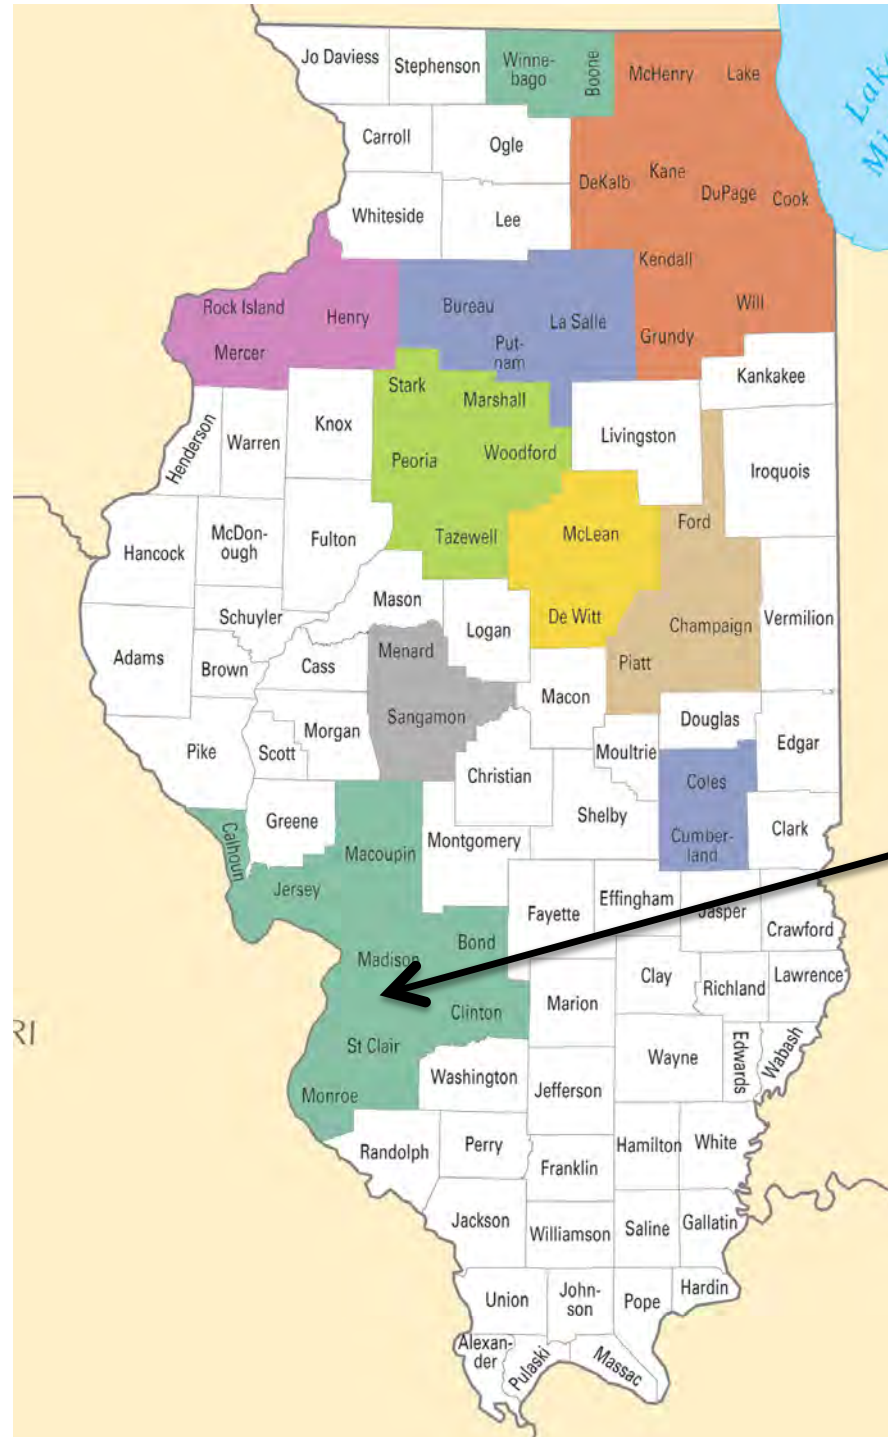 Jo Daviess
Stephenson
Winne-
bago
Boone
McHenry
Lake
Lake
Mi
Carroll
Ogle
DeKalb
Kane
DuPage
Cook
Whiteside
Lee
Kendall
Rock Island
Henry
Bureau
La Salle
Will
Mercer
Put-
nam
Grundy
Kankakee
Stark
Marshall
Henderson
Warren
Knox
Peoria
Woodford
Livingston
Iroquois
Hancock
McDon-
ough
Fulton
Tazewell
McLean
Ford
Schuyler
Mason
Logan
De Witt
Champaign
Vermilion
Adams
Brown
Cass
Menard
Piatt
Macon
Pike
Scott
Morgan
Sangamon
Christian
Moultrie
Douglas
Edgar
Coles
Calhoun
Greene
Macoupin
Montgomery
Shelby
Cumber-
land
Clark
Jersey
Fayette
Effingham
Jasper
Crawford
Madison
Bond
Clay
Richland
Lawrence
RI
Clinton
Marion
St Clair
Wayne
Edwards
Wabash
Monroe
Washington
Jefferson
Randolph
Perry
Hamilton
White
Franklin
Jackson
Williamson
Saline
Gallatin
Union
John-
son
Pope
Hardin
Alexan-
der
Pulaski
Massac